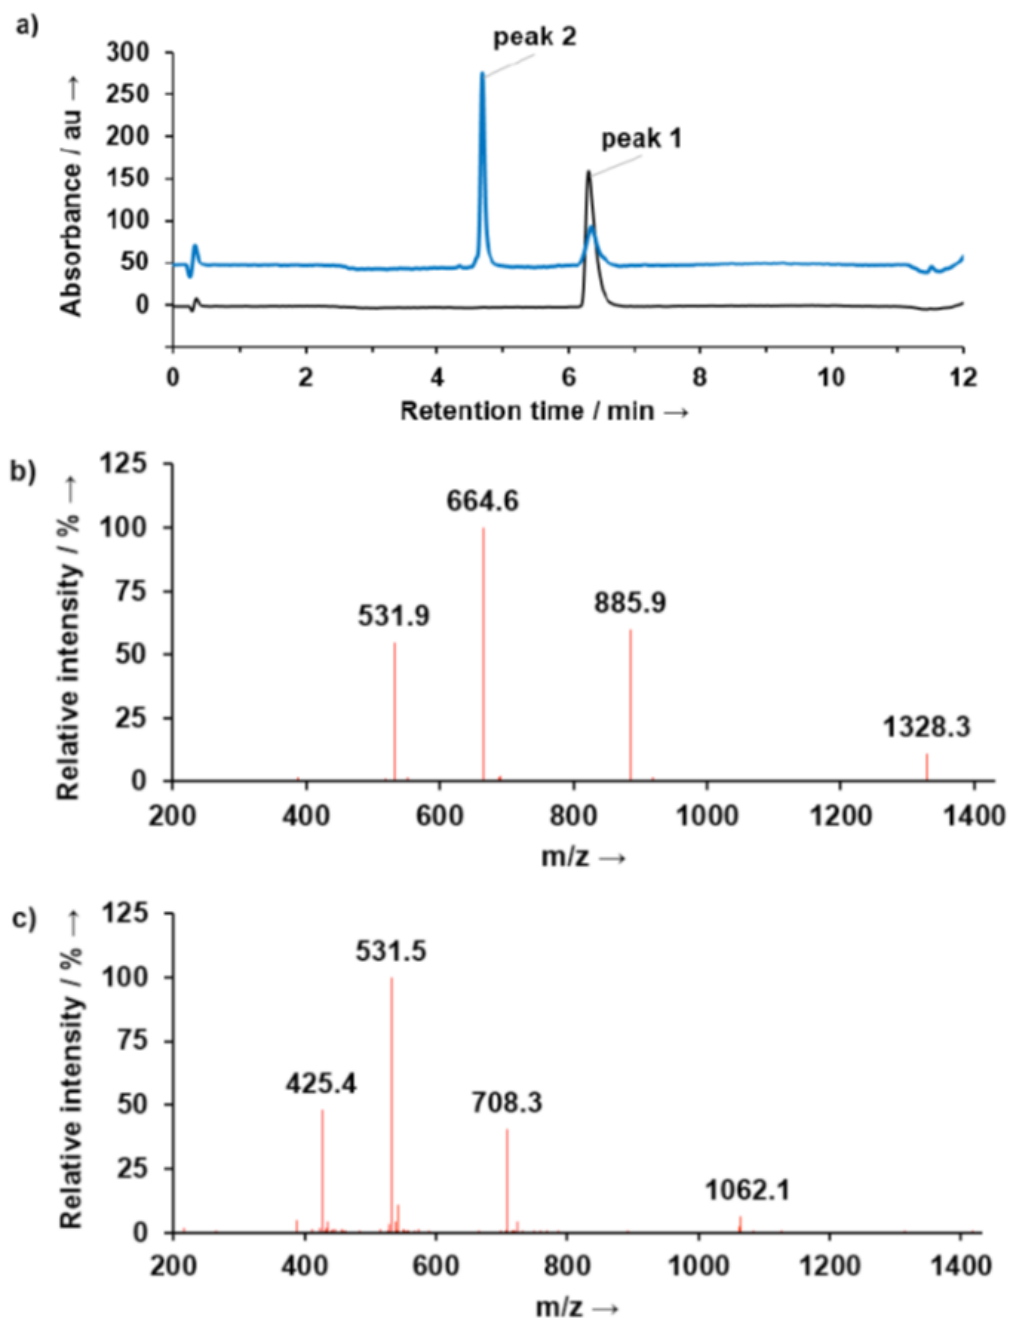 a)
peak 2
peak 1
Absorbance / au →
300
250
200
150
100
50
0
0 2 4 6 8 10 12
Retention time / min →
b)
Relative intensity / % →
125
100
75
50
25
0
531.9
664.6
885.9
1328.3
200 400 600 800 1000 1200 1400
m/z →
c)
Relative intensity / % →
125
100
75
50
25
0
425.4
531.5
708.3
1062.1
200 400 600 800 1000 1200 1400
m/z →